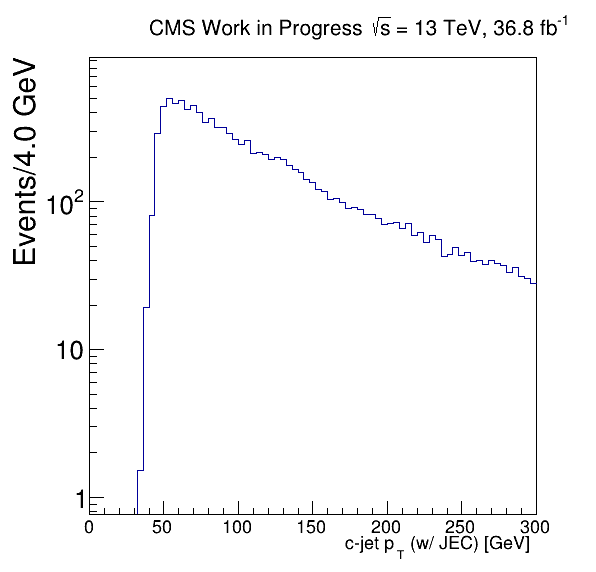 CMS Work in Progress √s = 13 TeV, 36.8 fb⁻¹
Events/4.0 GeV
10²
10
1
0 50 100 150 200 250 300
c-jet p_T (w/ JEC) [GeV]